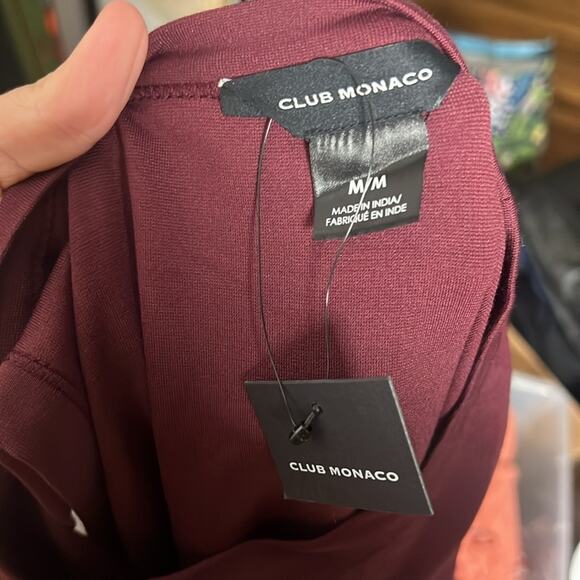 CLUB MONACO
M/M
MADE IN INDIA/
FABRIQUÉ EN INDE
CLUB MONACO